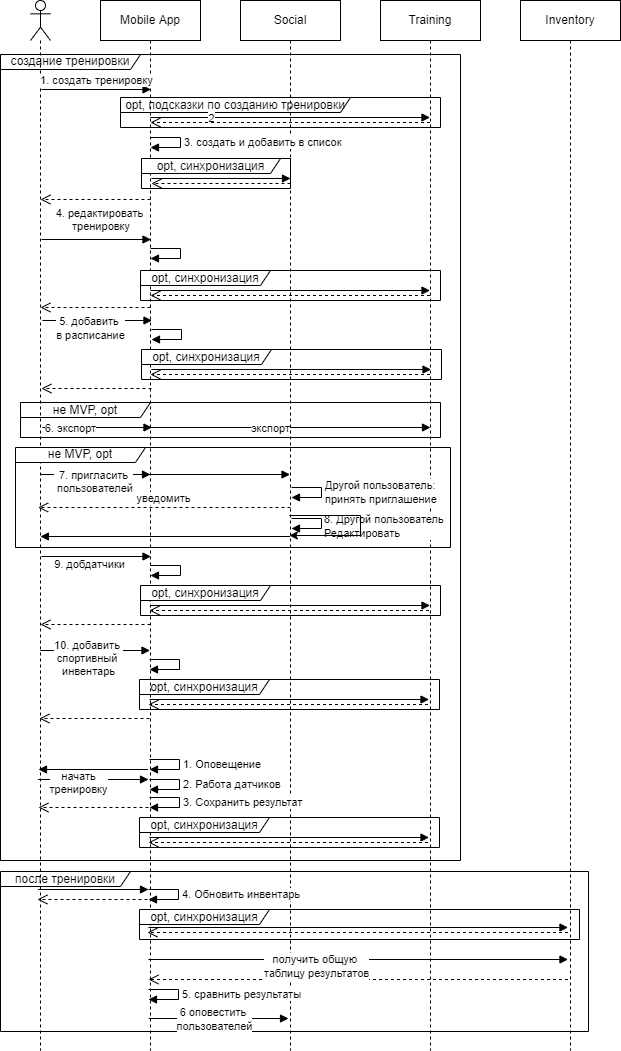 Mobile App
Social
Training
Inventory
создание тренировки
1. создать тренировку
opt, подсказки по созданию тренировки
2
3. создать и добавить в список
opt, синхронизация
4. редактировать
тренировку
opt, синхронизация
5. добавить
в расписание
opt, синхронизация
не MVP, opt
6. экспорт
экспорт
не MVP, opt
7. пригласить
пользователей
Другой пользователь:
принять приглашение
уведомить
8. Другой пользователь
Редактировать
9. добдатчики
opt, синхронизация
10. добавить
спортивный
инвентарь
opt, синхронизация
1. Оповещение
начать
тренировку
2. Работа датчиков
3. Сохранить результат
opt, синхронизация
после тренировки
4. Обновить инвентарь
opt, синхронизация
получить общую
таблицу результатов
5. сравнить результаты
6 оповестить
пользователей